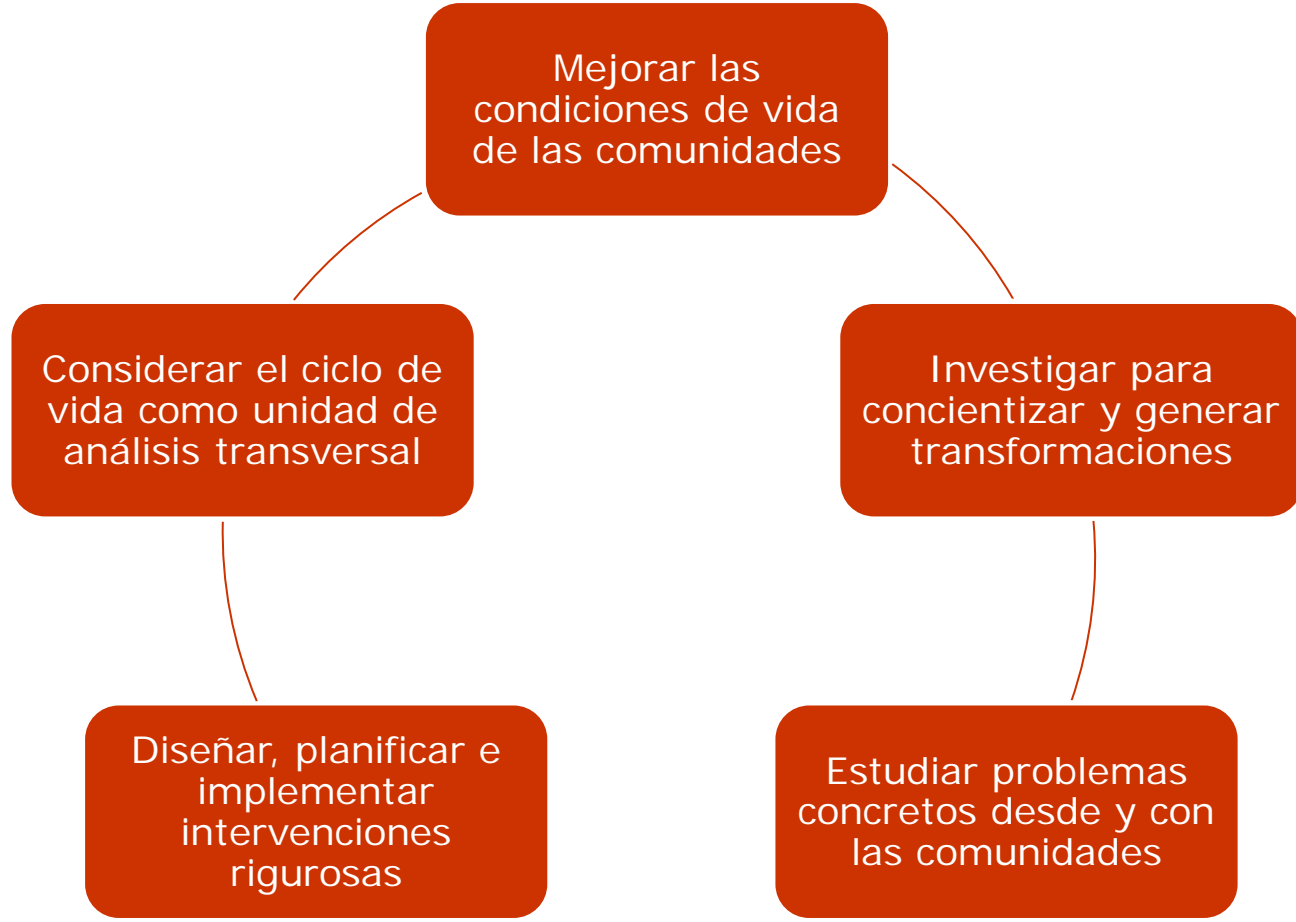 Mejorar las
condiciones de vida
de las comunidades
Considerar el ciclo de
vida como unidad de
análisis transversal
Investigar para
concientizar y generar
transformaciones
Diseñar, planificar e
implementar
intervenciones
rigurosas
Estudiar problemas
concretos desde y con
las comunidades